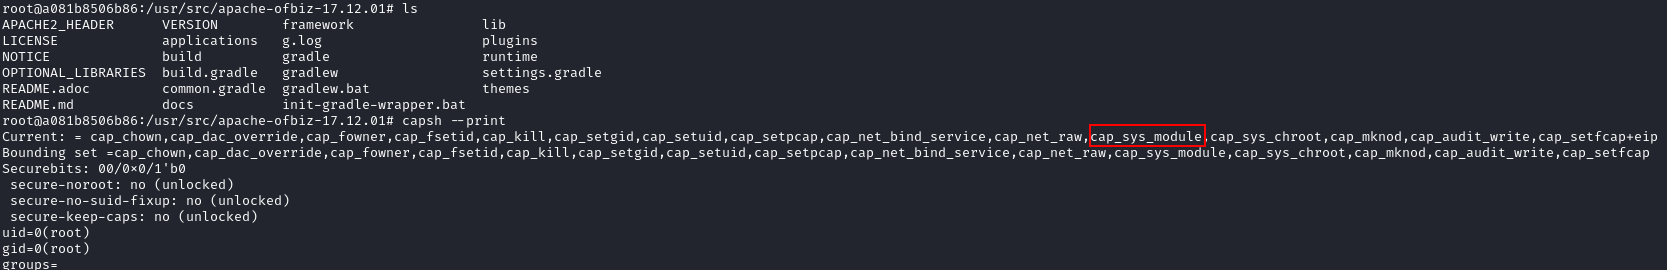 root@a081b8506b86:/usr/src/apache-ofbiz-17.12.01# ls
APACHE2_HEADER      VERSION        framework                lib
LICENSE             applications   g.log                    plugins
NOTICE              build          gradle                   runtime
OPTIONAL_LIBRARIES  build.gradle   gradlew                  settings.gradle
README.adoc         common.gradle  gradlew.bat              themes
README.md           docs           init-gradle-wrapper.bat
root@a081b8506b86:/usr/src/apache-ofbiz-17.12.01# capsh --print
Current: = cap_chown,cap_dac_override,cap_fowner,cap_fsetid,cap_kill,cap_setgid,cap_setuid,cap_setpcap,cap_net_bind_service,cap_net_raw,cap_sys_module,cap_sys_chroot,cap_mknod,cap_audit_write,cap_setfcap+eip
Bounding set =cap_chown,cap_dac_override,cap_fowner,cap_fsetid,cap_kill,cap_setgid,cap_setuid,cap_setpcap,cap_net_bind_service,cap_net_raw,cap_sys_module,cap_sys_chroot,cap_mknod,cap_audit_write,cap_setfcap
Securebits: 00/0×0/1'b0
 secure-noroot: no (unlocked)
 secure-no-suid-fixup: no (unlocked)
 secure-keep-caps: no (unlocked)
uid=0(root)
gid=0(root)
groups=